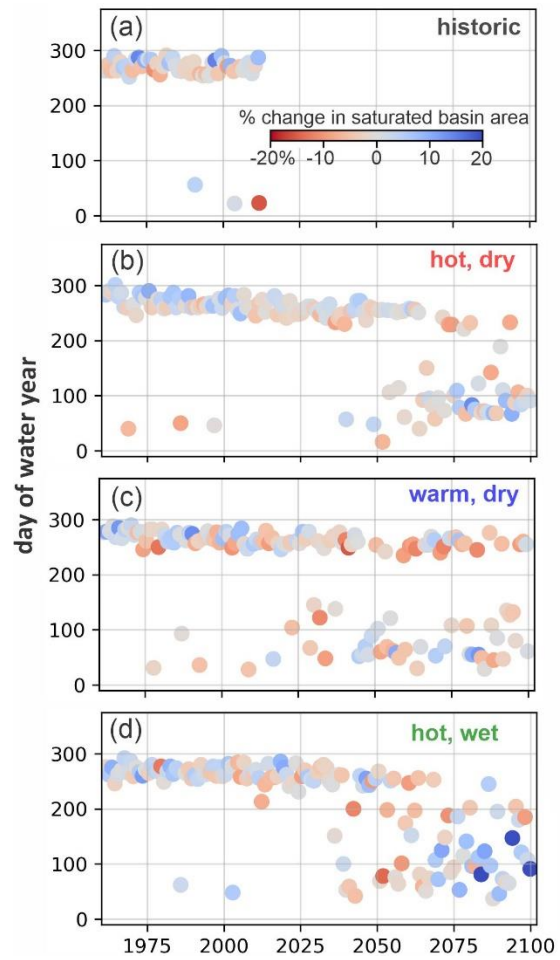 (a)
historic
300
200
100
0
% change in saturated basin area
-20% -10 0 10 20
(b)
hot, dry
300
200
100
0
day of water year
(c)
warm, dry
300
200
100
0
(d)
hot, wet
300
200
100
0
1975 2000 2025 2050 2075 2100